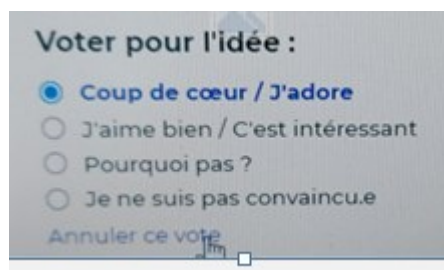 Voter pour l'idée :
Coup de cœur / J'adore
J'aime bien / C'est intéressant
Pourquoi pas ?
Je ne suis pas convaincu.e
Annuler ce vote